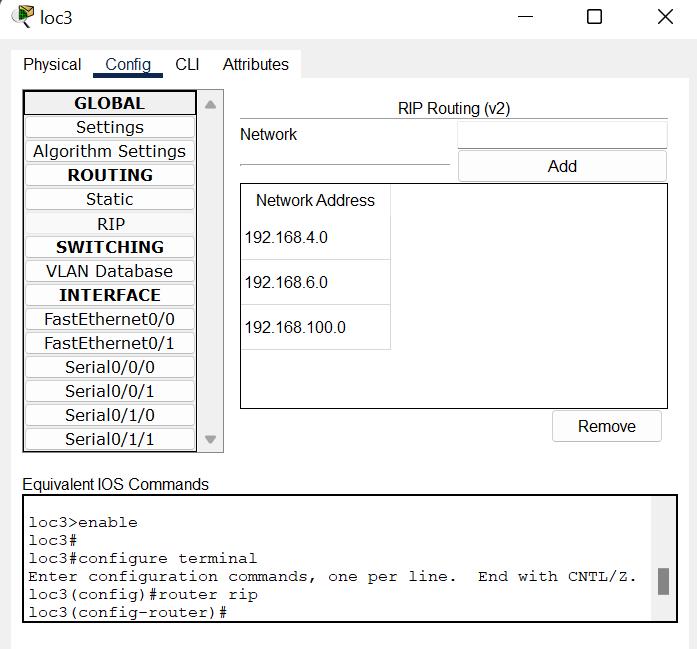 loc3
Physical Config CLI Attributes
GLOBAL
Settings
Algorithm Settings
ROUTING
Static
RIP
SWITCHING
VLAN Database
INTERFACE
FastEthernet0/0
FastEthernet0/1
Serial0/0/0
Serial0/0/1
Serial0/1/0
Serial0/1/1
RIP Routing (v2)
Network
Add
Network Address
192.168.4.0
192.168.6.0
192.168.100.0
Remove
Equivalent IOS Commands
loc3>enable
loc3#
loc3#configure terminal
Enter configuration commands, one per line.  End with CNTL/Z.
loc3(config)#router rip
loc3(config-router)#